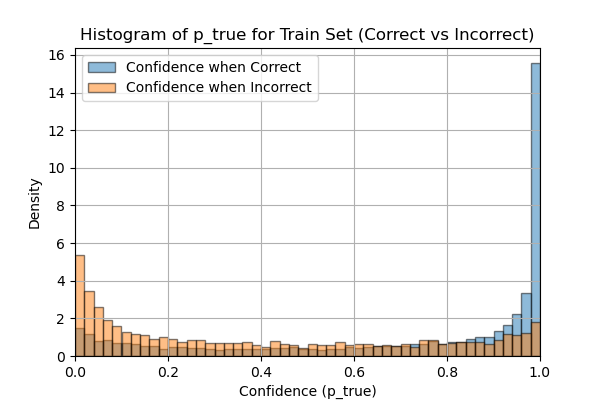 Histogram of p_true for Train Set (Correct vs Incorrect)
Confidence when Correct
Confidence when Incorrect
Density
16
14
12
10
8
6
4
2
0
0.0 0.2 0.4 0.6 0.8 1.0
Confidence (p_true)